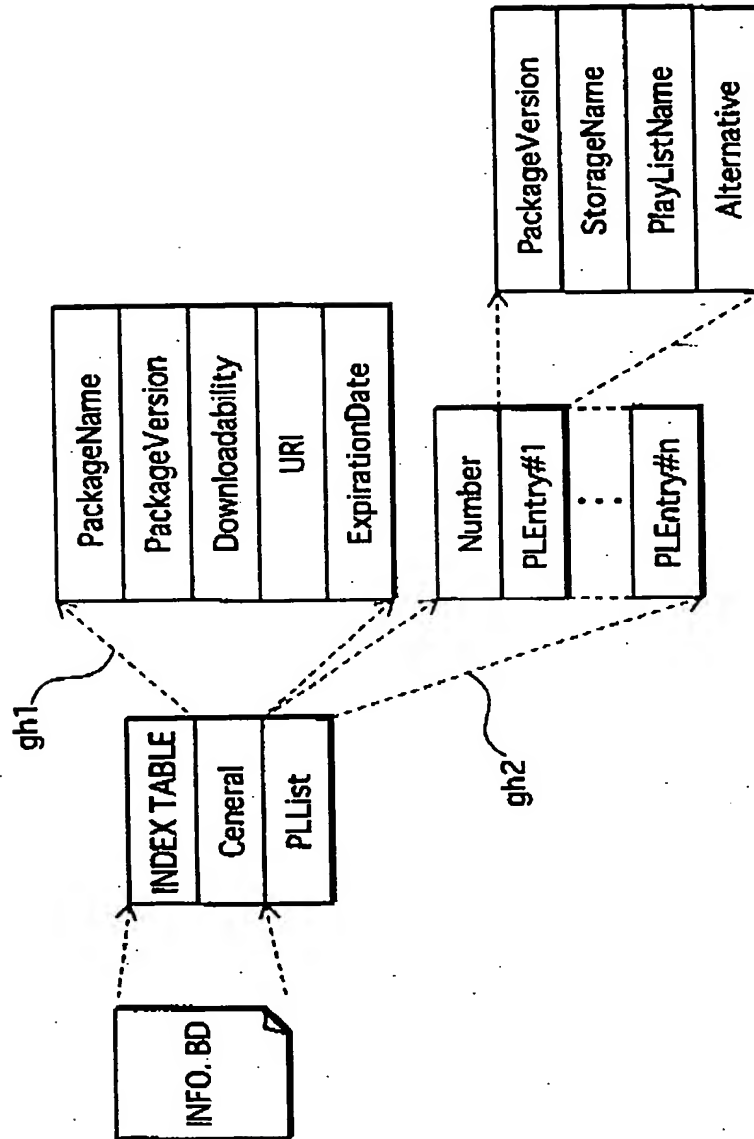 INFO. BD
INDEX TABLE
Ceneral
PLList
gh1
gh2
PackageName
PackageVersion
Downloadability
URI
ExpirationDate
Number
PLEntry#1
...
PLEntry#n
PackageVersion
StorageName
PlayListName
Alternative